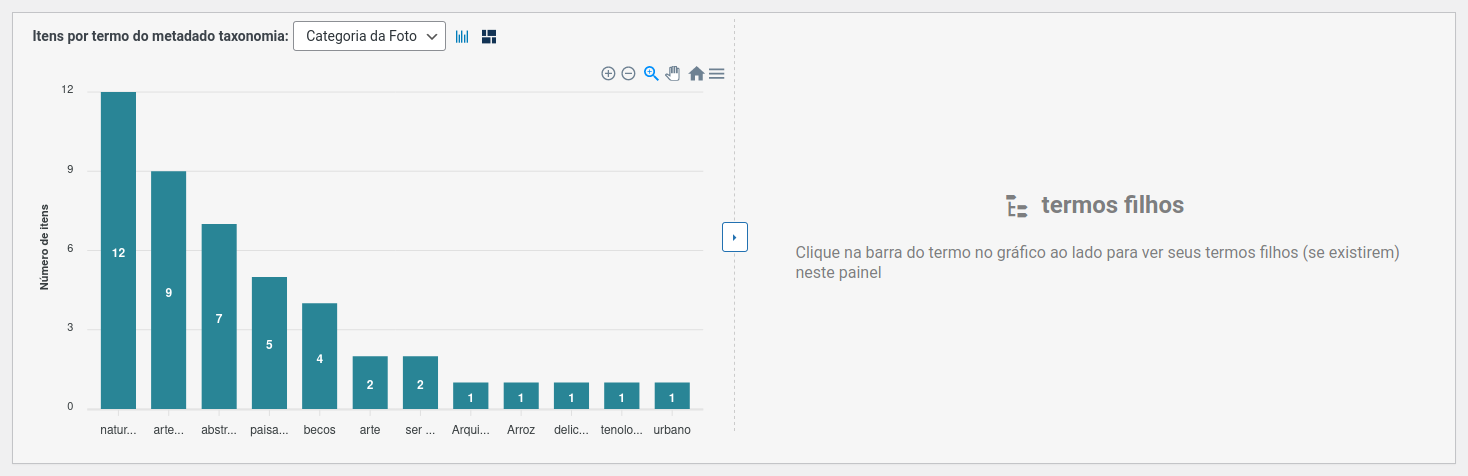 Itens por termo do metadado taxonomia: Categoria da Foto
12
9
6
3
0
Número de itens
12
9
7
5
4
2
2
1
1
1
1
1
natur... arte... abstr... paisa... becos arte ser ... Arqui... Arroz delic... tenolo... urbano
termos filhos
Clique na barra do termo no gráfico ao lado para ver seus termos filhos (se existirem)
neste painel